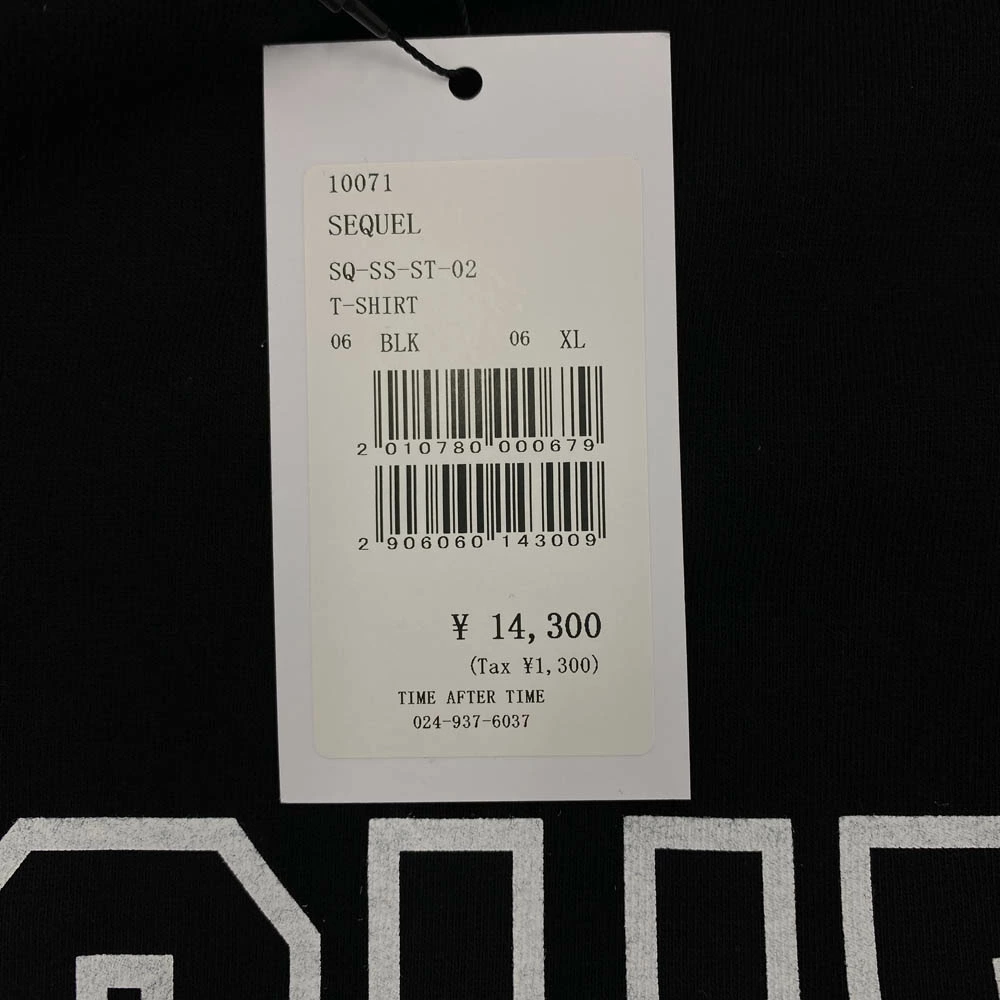 10071
SEQUEL
SQ-SS-ST-02
T-SHIRT
06 BLK 06 XL
2 010780 000679
2 906060 143009
¥ 14,300
(Tax ¥1,300)
TIME AFTER TIME
024-937-6037